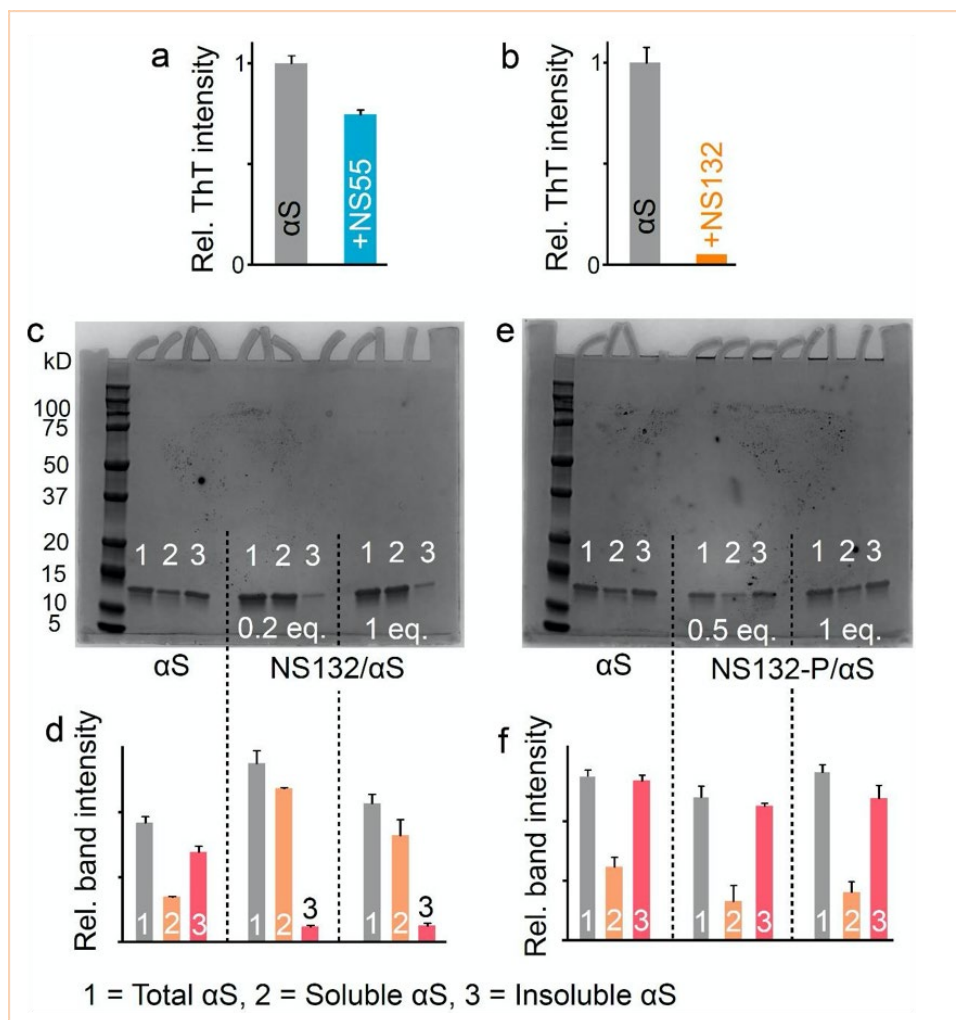 a
b
Rel. ThT intensity
1
0
αS
+NS55
Rel. ThT intensity
1
0
αS
+NS132
c
kD
100
75
50
37
20
15
10
5
1 2 3
1 2 3
1 2 3
0.2 eq.
1 eq.
αS
NS132/αS
e
1 2 3
1 2 3
1 2 3
0.5 eq.
1 eq.
αS
NS132-P/αS
d
Rel. band intensity
1 2 3
1 2 3
1 2 3
f
Rel. band intensity
1 2 3
1 2 3
1 2 3
1 = Total αS, 2 = Soluble αS, 3 = Insoluble αS